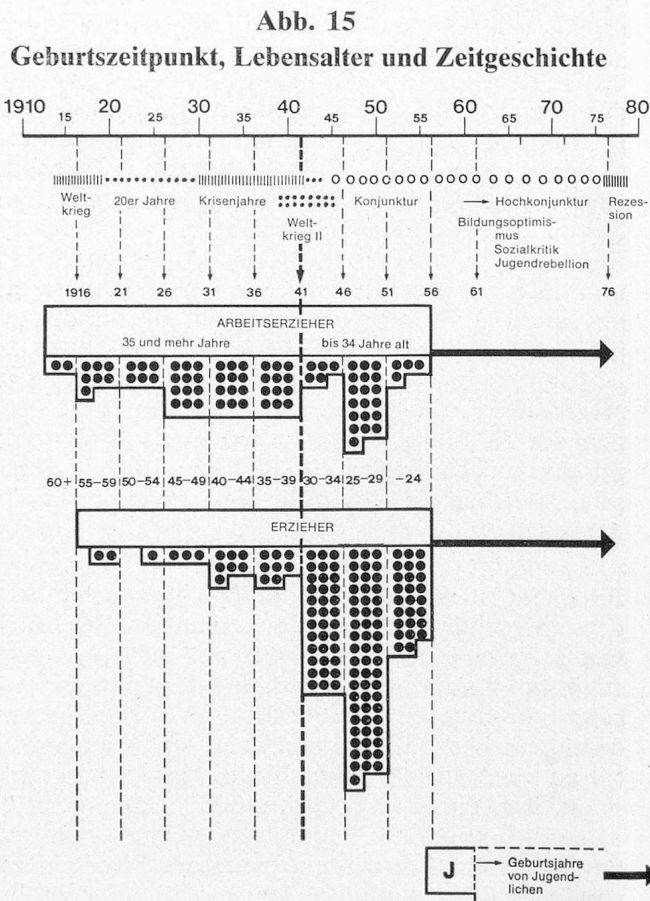 Abb. 15
Geburtszeitpunkt, Lebensalter und Zeitgeschichte
1910 15 20 25 30 35 40 45 50 55 60 65 70 75 80
Welt-
krieg
20er Jahre
Krisenjahre
Welt-
krieg II
Konjunktur
Hochkonjunktur
Rezes-
sion
Bildungsoptimis-
mus
Sozialkritik
Jugendrebellion
1916 21 26 31 36 41 46 51 56 61 76
ARBEITSERZIEHER
35 und mehr Jahre bis 34 Jahre alt
60+ 55–59 50–54 45–49 40–44 35–39 30–34 25–29 –24
ERZIEHER
J
Geburtsjahre
von Jugend-
lichen